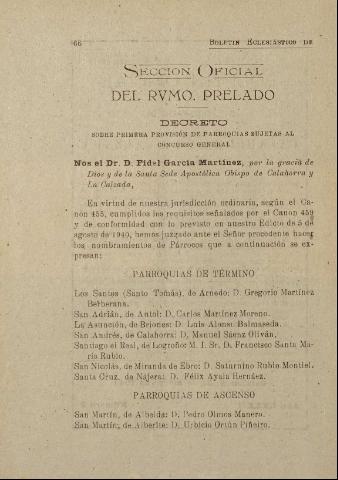 66 BOLETIN ECLESIÁSTICO DE
SECCION OFICIAL
DEL RVMO. PRELADO
DECRETO
SOBRE PRIMERA PROVISIÓN DE PARROQUIAS SUJETAS AL
CONCURSO GENERAL
Nos el Dr. D. Fidel García Martínez, por la gracia de
Dios y de la Santa Sede Apostólica Obispo de Calahorra y
La Calzada,
En virtud de nuestra jurisdicción ordinaria, según el Ca-
non 455, cumplidos los requisitos señalados por el Canon 459
y de conformidad con lo previsto en nuestro Edicto de 5 de
agosto de 1940, hemos juzgado ante el Señor procedente hacer
los nombramientos de Párrocos que a continuación se ex-
presan:
PARROQUIAS DE TÉRMINO
Los Santos (Santo Tomás), de Arnedo: D. Gregorio Martínez
Berberana.
San Adrián, de Autol: D. Carlos Martínez Moreno.
La Asunción, de Briones: D. Luis Alonso Balmaseda.
San Andrés, de Calahorra: D. Manuel Sáenz Oliván.
Santiago el Real, de Logroño: M. I. Sr. D. Francisco Santa Ma-
ría Rubio.
San Nicolás, de Miranda de Ebro: D. Saturnino Rubio Montiel.
Santa Cruz, de Nájera: D. Félix Ayala Hernáez.
PARROQUIAS DE ASCENSO
San Martín, de Albelda: D. Pedro Olmos Manero.
San Martín, de Alberite: D. Urbicio Ortún Piñeiro.